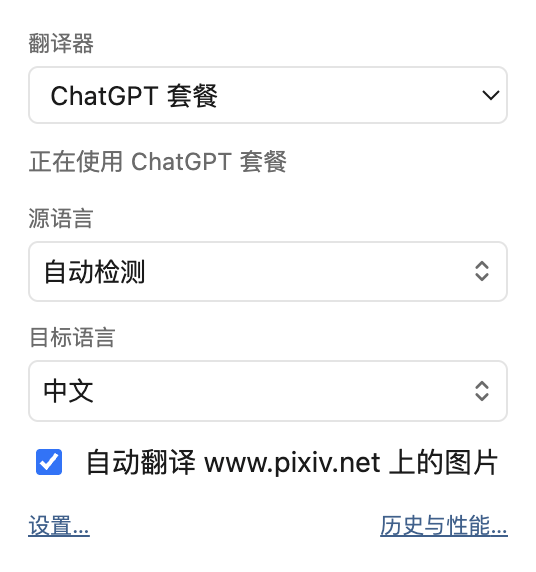 翻译器
ChatGPT 套餐
正在使用 ChatGPT 套餐
源语言
自动检测
目标语言
中文
自动翻译 www.pixiv.net 上的图片
设置...
历史与性能...